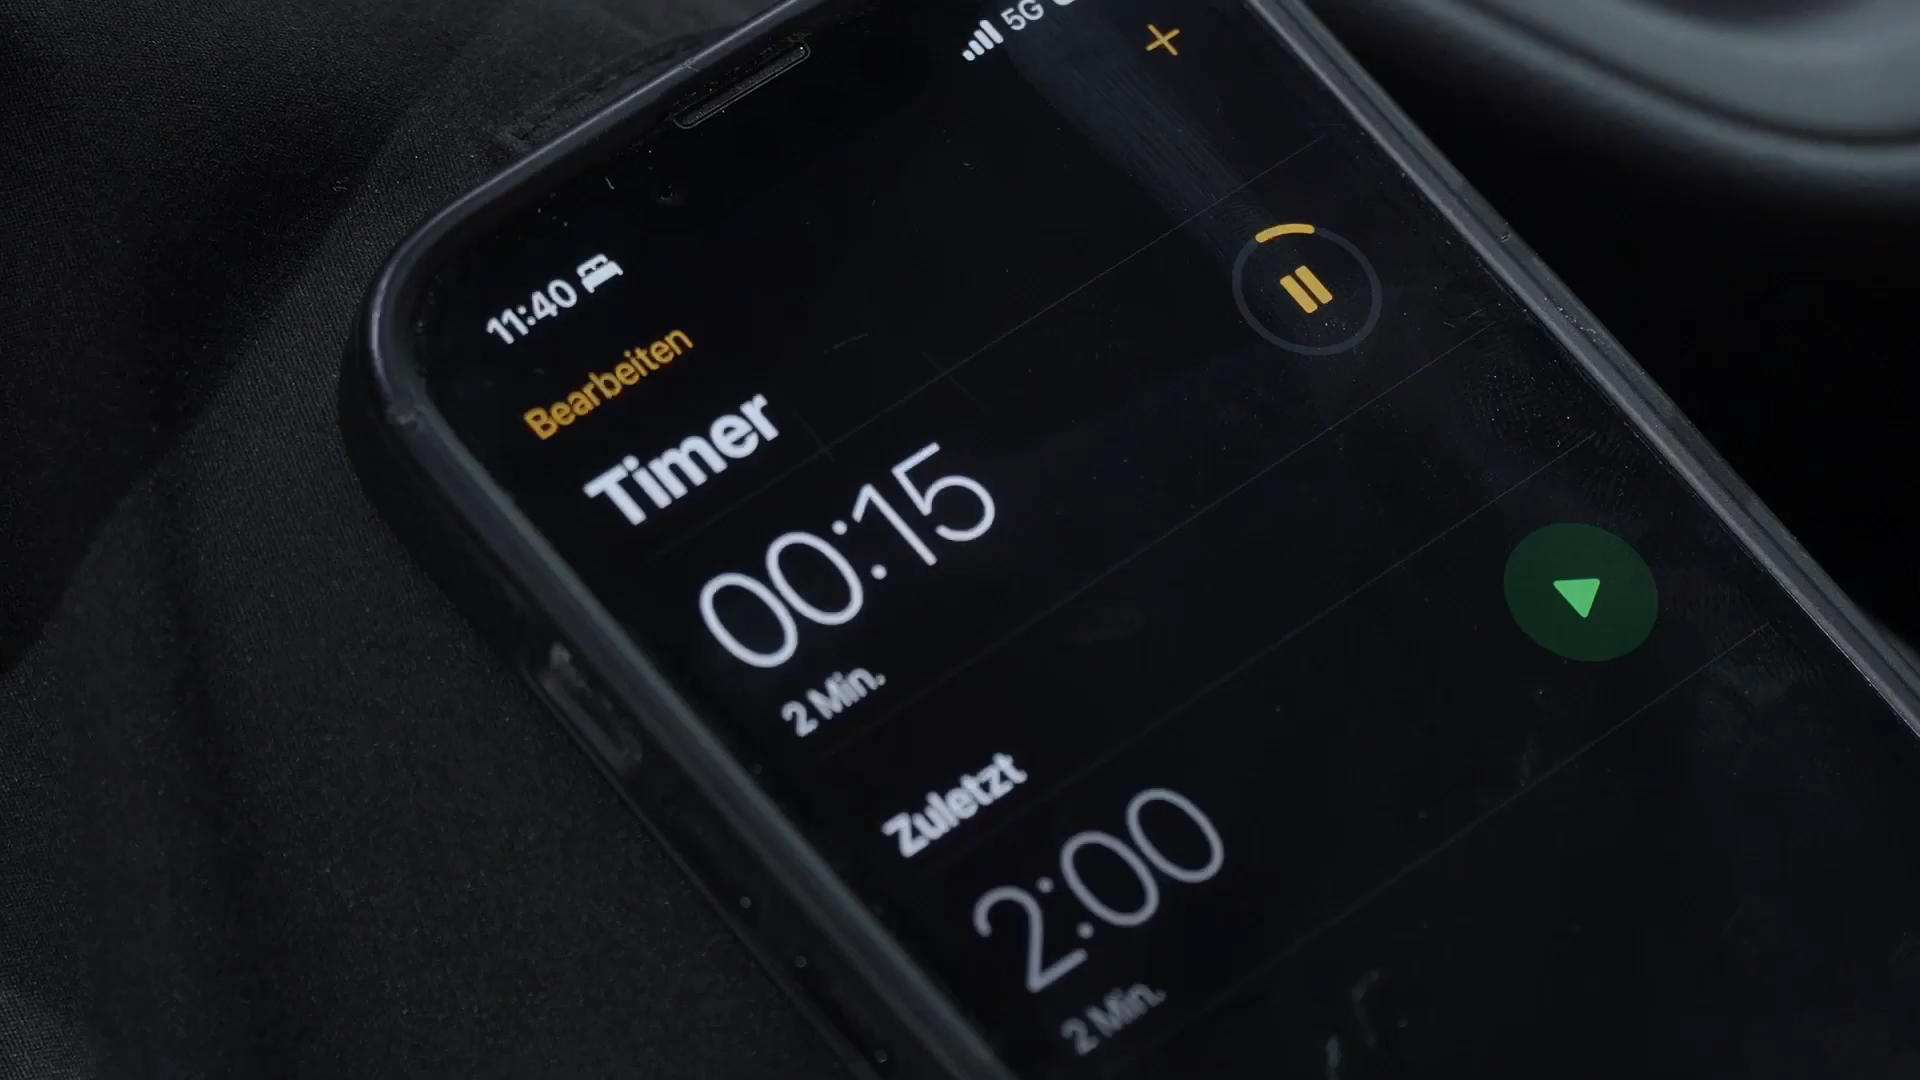 11:40
5G
Bearbeiten
Timer
00:15
2 Min.
Zuletzt
2:00
2 Min.